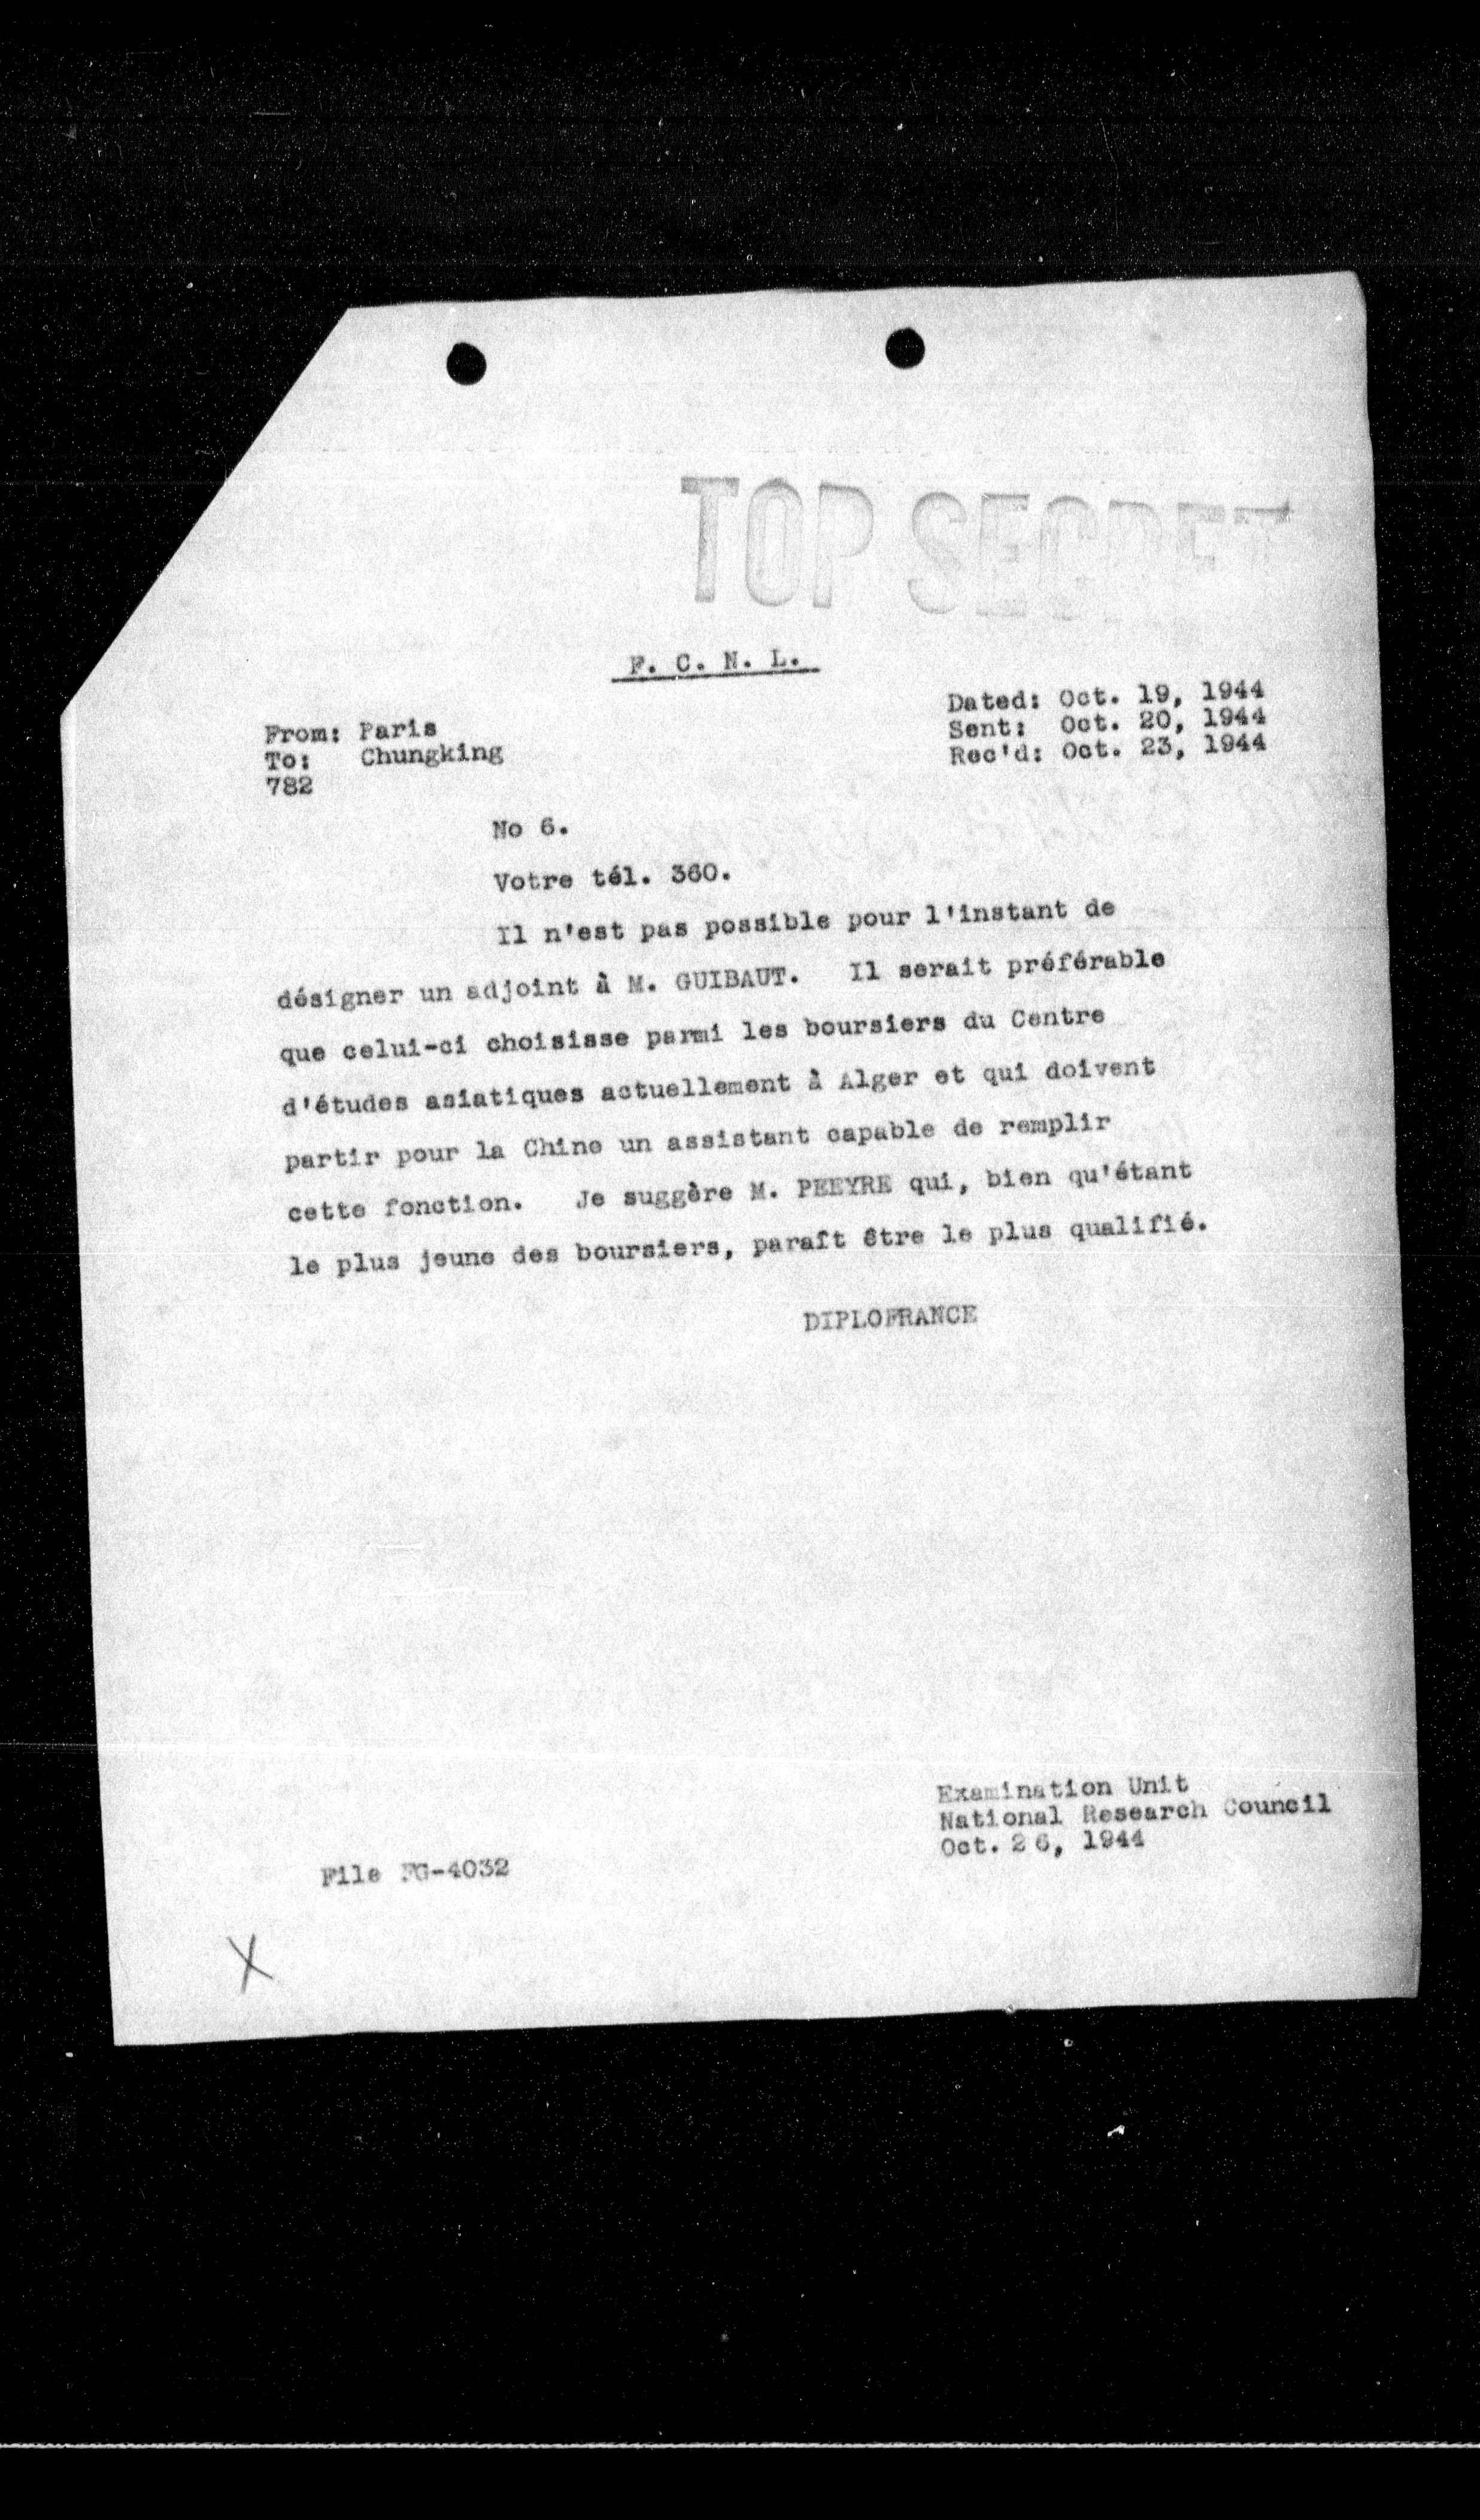 TOP SECRET
F. C. N. L.
Dated: Oct. 19, 1944
Sent: Oct. 20, 1944
Rec'd: Oct. 23, 1944
From: Paris
To: Chungking
782
No 6.
Votre tél. 360.
Il n'est pas possible pour l'instant de
désigner un adjoint à M. GUIBAUT. Il serait préférable
que celui-ci choisisse parmi les boursiers du Centre
d'études asiatiques actuellement à Alger et qui doivent
partir pour la Chine un assistant capable de remplir
cette fonction. Je suggère M. PEEYRE qui, bien qu'étant
le plus jeune des boursiers, paraît être le plus qualifié.
DIPLOFRANCE
Examination Unit
National Research Council
Oct. 26, 1944
File FG-4032
X